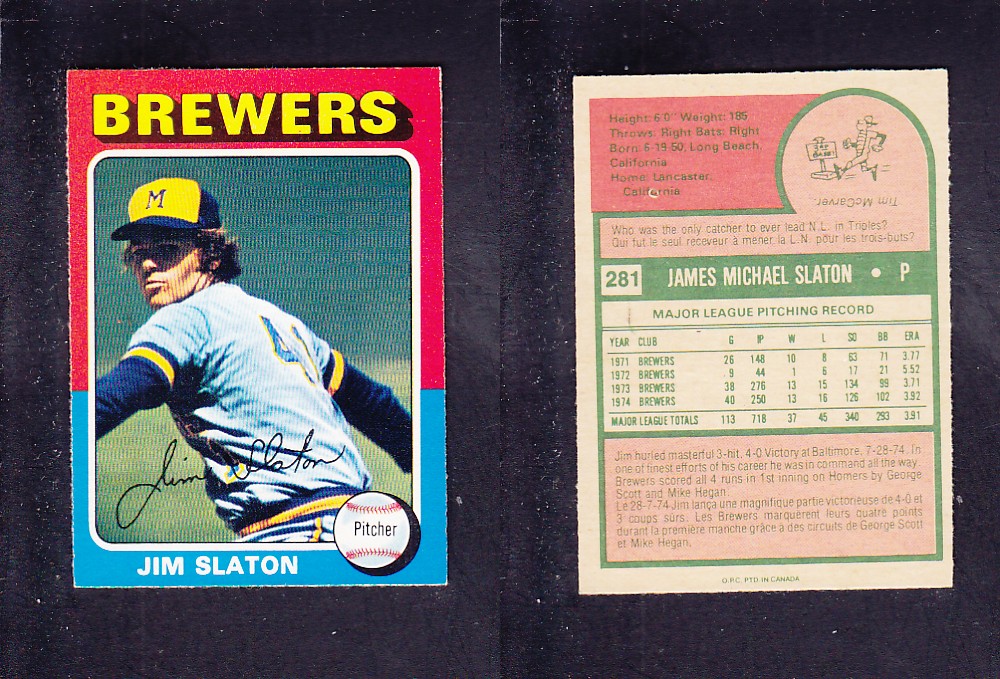 BREWERS
M
4
Jim Slaton
Pitcher
JIM SLATON
Height: 6'0" Weight: 185
Throws: Right Bats: Right
Born: 6-19-50, Long Beach,
California
Home: Lancaster,
California
1ST BASE
Tim McCarver.
Who was the only catcher to ever lead N.L. in Triples?
Qui fut le seul receveur à mener la L.N. pour les trois-buts?
281 JAMES MICHAEL SLATON • P
MAJOR LEAGUE PITCHING RECORD
YEAR CLUB G IP W L SO BB ERA
1971 BREWERS 26 148 10 8 63 71 3.77
1972 BREWERS 9 44 1 6 17 21 5.52
1973 BREWERS 38 276 13 15 134 99 3.71
1974 BREWERS 40 250 13 16 126 102 3.92
MAJOR LEAGUE TOTALS 113 718 37 45 340 293 3.91
Jim hurled masterful 3-hit, 4-0 Victory at Baltimore, 7-28-74. In
one of finest efforts of his career he was in command all the way.
Brewers scored all 4 runs in 1st inning on Homers by George
Scott and Mike Hegan.
Le 28-7-74 Jim lança une magnifique partie victorieuse de 4-0 et
3 coups sûrs. Les Brewers marquèrent leurs quatre points
durant la première manche grâce à des circuits de George Scott
et Mike Hegan.
O.P.C. PTD. IN CANADA